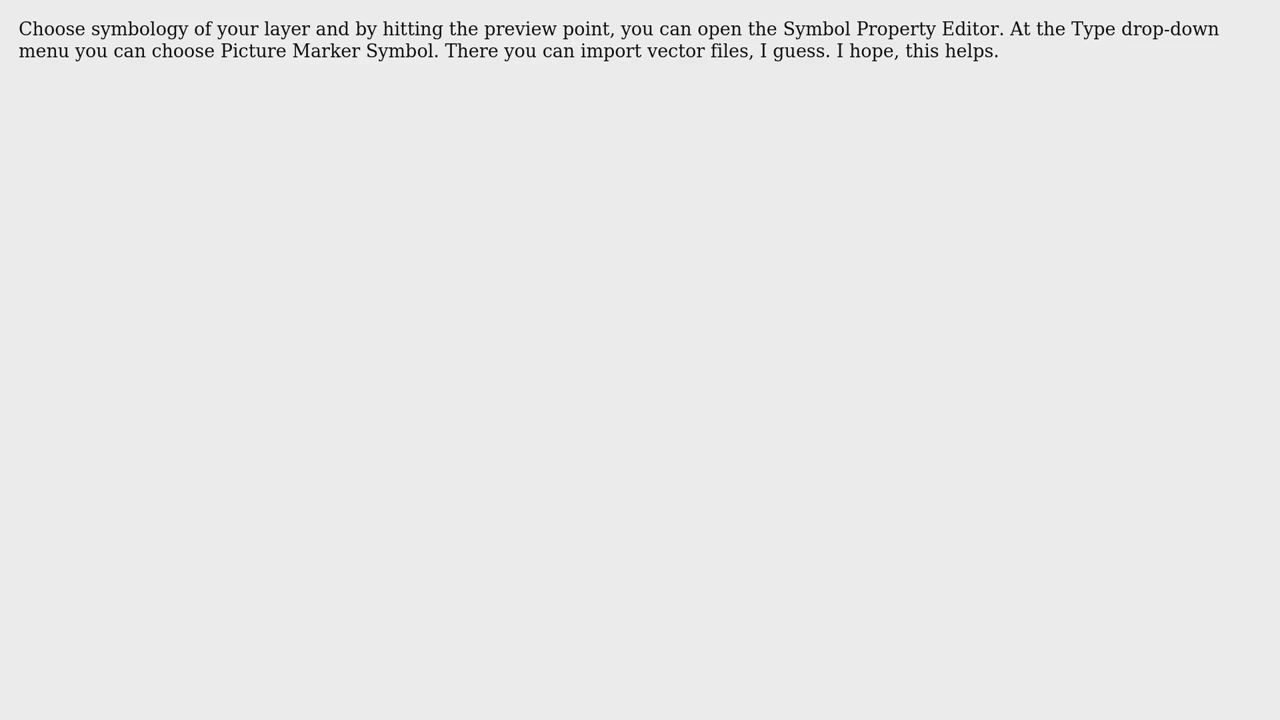 Choose symbology of your layer and by hitting the preview point, you can open the Symbol Property Editor. At the Type drop-down
menu you can choose Picture Marker Symbol. There you can import vector files, I guess. I hope, this helps.